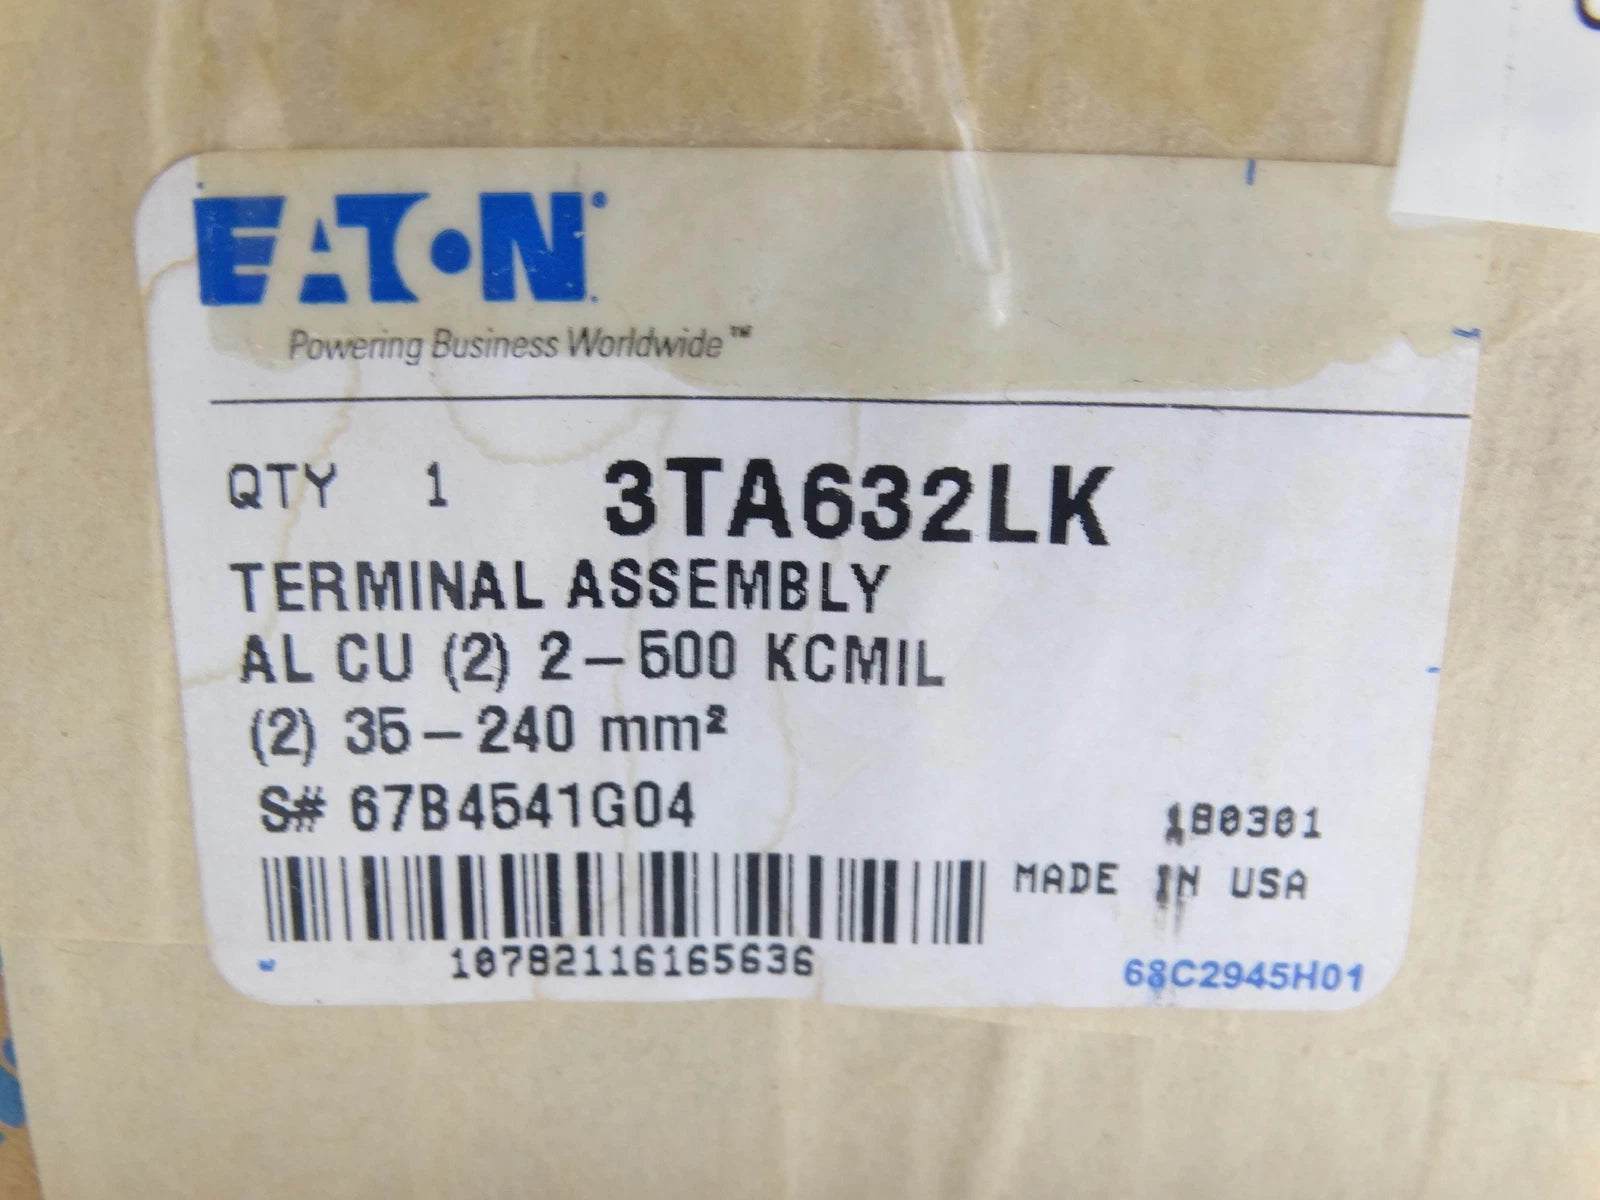 EATON®
Powering Business Worldwide™
QTY 1 3TA632LK
TERMINAL ASSEMBLY
AL CU (2) 2-500 KCMIL
(2) 35-240 mm²
S# 67B4541G04
180301
MADE IN USA
10782116165636
68C2945H01